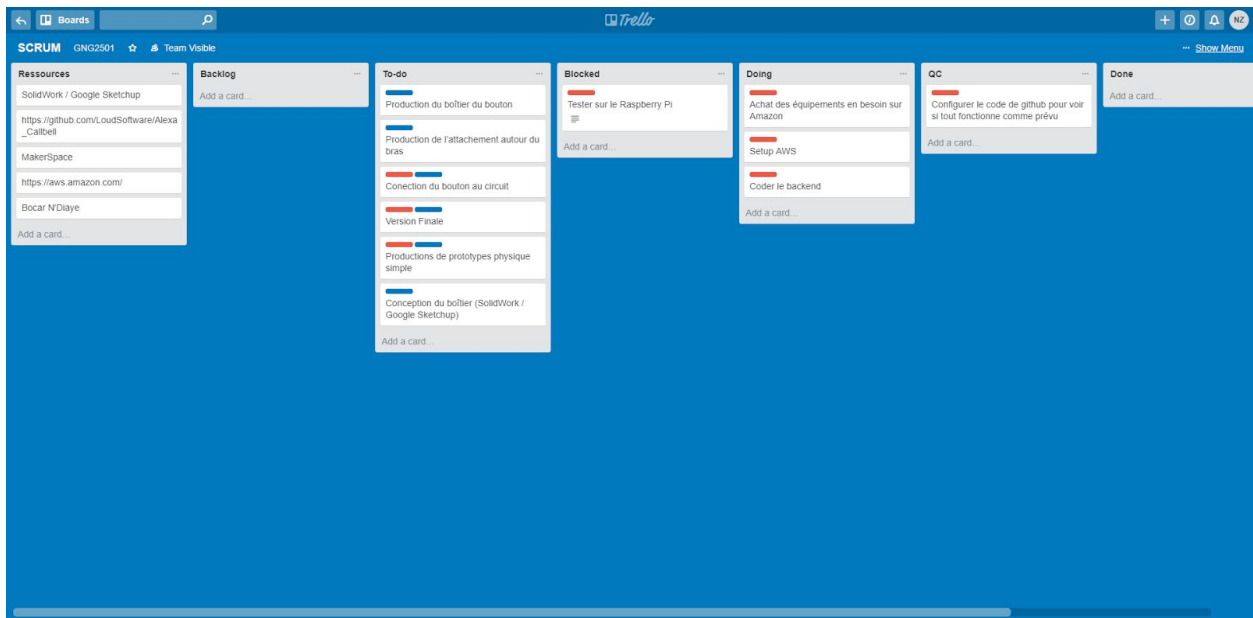 Boards
Trello
NZ
SCRUM GNG2501 Team Visible
... Show Menu
Ressources
SolidWork / Google Sketchup
https://github.com/LoudSoftware/Alexa
_Callbell
MakerSpace
https://aws.amazon.com/
Bocar N'Diaye
Add a card...
Backlog
Add a card...
To-do
Production du boîtier du bouton
Production de l'attachement autour du
bras
Conection du bouton au circuit
Version Finale
Productions de prototypes physique
simple
Conception du boîtier (SolidWork /
Google Sketchup)
Add a card...
Blocked
Tester sur le Raspberry Pi
Add a card...
Doing
Achat des équipements en besoin sur
Amazon
Setup AWS
Coder le backend
Add a card...
QC
Configurer le code de github pour voir
si tout fonctionne comme prévu
Add a card...
Done
Add a card...